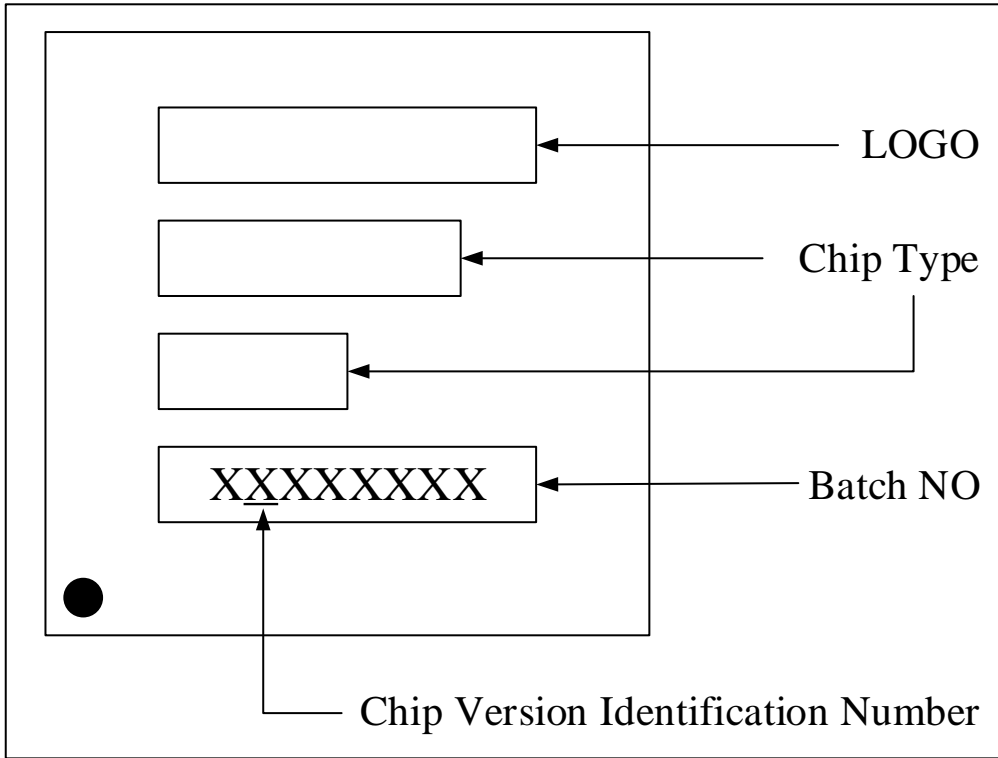 LOGO
Chip Type
XXXXXXXX
Batch NO
Chip Version Identification Number